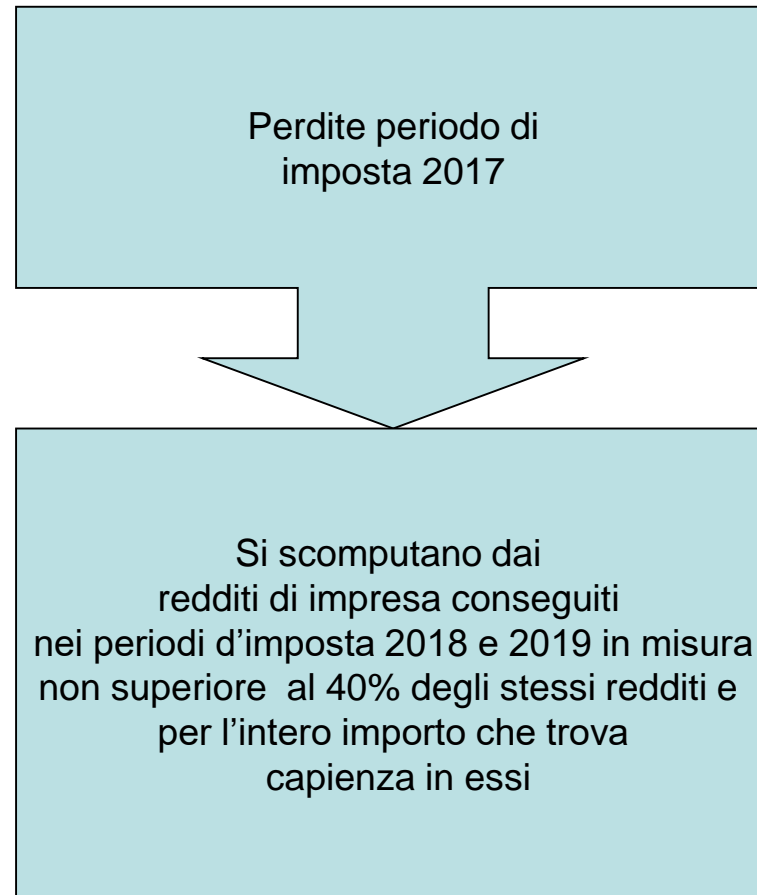 Perdite periodo di
imposta 2017
Si scomputano dai
redditi di impresa conseguiti
nei periodi d’imposta 2018 e 2019 in misura
non superiore al 40% degli stessi redditi e
per l’intero importo che trova
capienza in essi